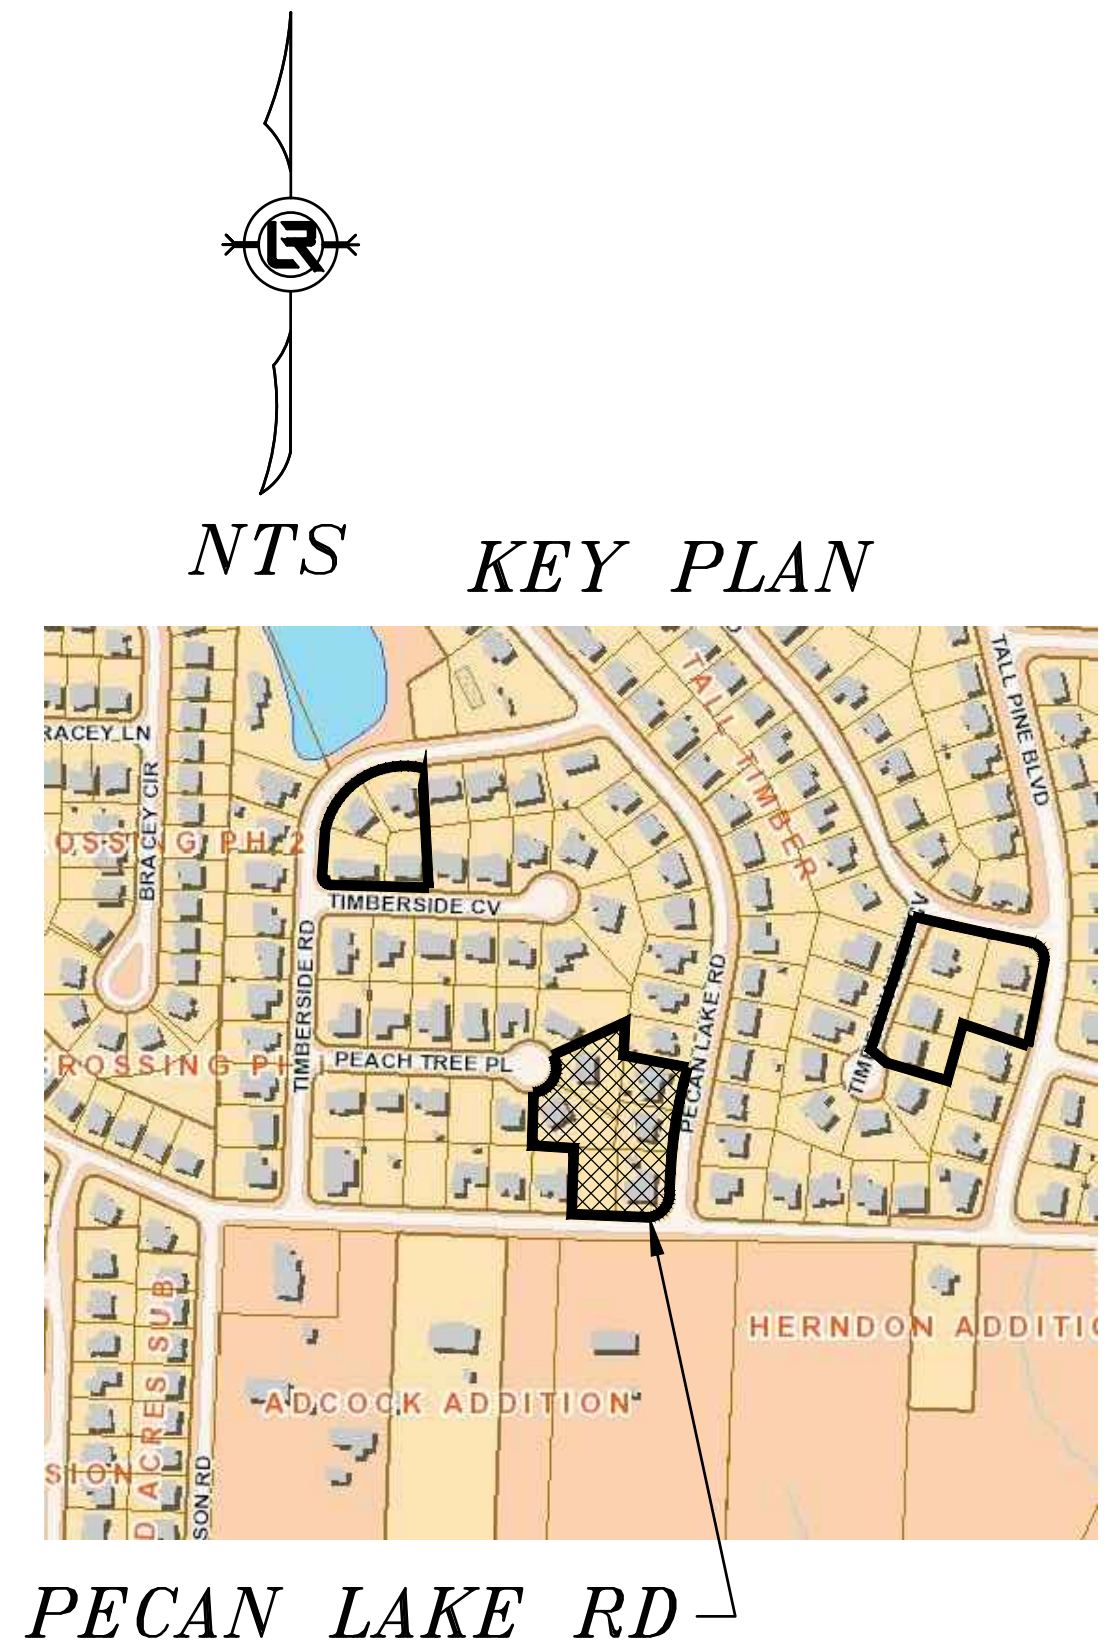 LR
NTS
KEY PLAN
TALL PINE BLVD
TALL TIMBER
RACEY LN
BRACEY CIR
OSSING PH 2
TIMBERSIDE CV
TIMBERSIDE RD
PECAN LAKE RD
ROSSING PH
PEACH TREE PL
HERNDON ADDITIO
ADCOCK ADDITION
D ACRES SUB
SION
SON RD
PECAN LAKE RD